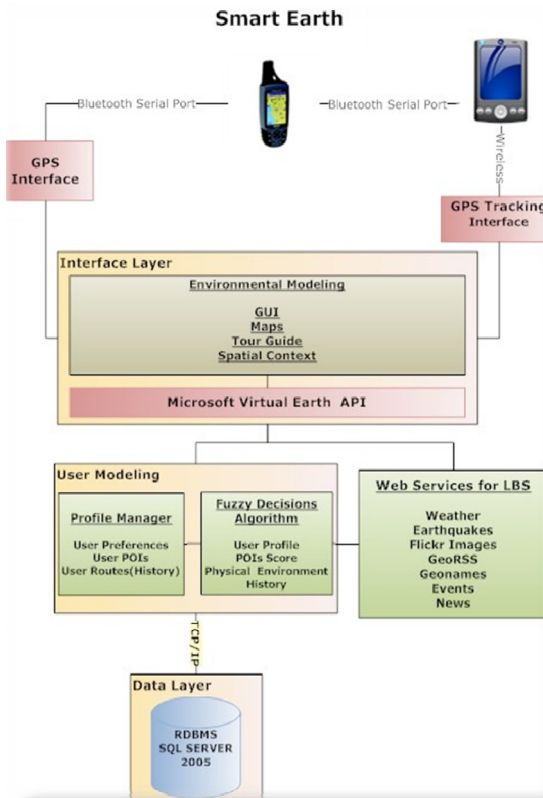 Smart Earth
Bluetooth Serial Port
Bluetooth Serial Port
Wireless
GPS
Interface
GPS Tracking
Interface
Interface Layer
Environmental Modeling
GUI
Maps
Tour Guide
Spatial Context
Microsoft Virtual Earth API
User Modeling
Profile Manager
User Preferences
User POIs
User Routes(History)
Fuzzy Decisions
Algorithm
User Profile
POIs Score
Physical Environment
History
Web Services for LBS
Weather
Earthquakes
Flickr Images
GeoRSS
Geonames
Events
News
TCP/IP
Data Layer
RDBMS
SQL SERVER
2005